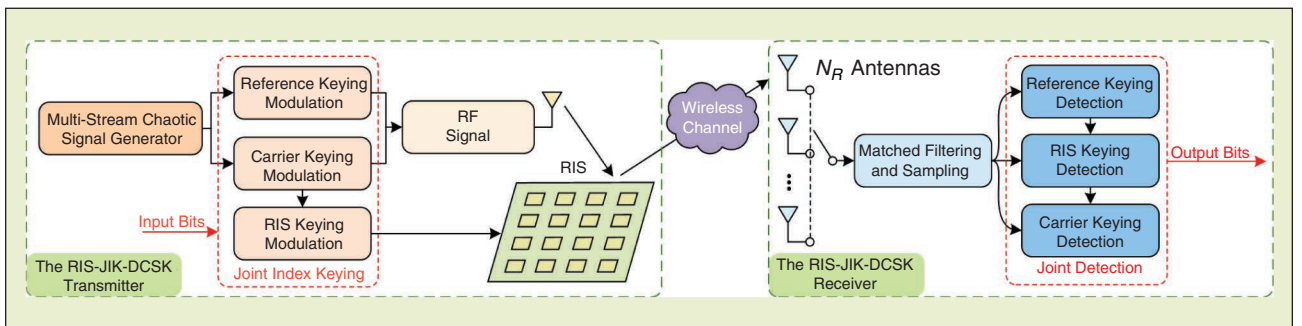 Multi-Stream Chaotic
Signal Generator
Reference Keying
Modulation
Carrier Keying
Modulation
RIS Keying
Modulation
Input Bits
Joint Index Keying
RF
Signal
RIS
The RIS-JIK-DCSK
Transmitter
Wireless
Channel
N_R Antennas
Matched Filtering
and Sampling
Reference Keying
Detection
RIS Keying
Detection
Carrier Keying
Detection
Output Bits
Joint Detection
The RIS-JIK-DCSK
Receiver